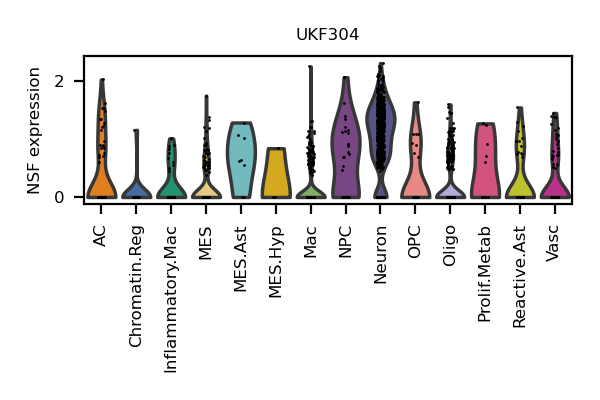 UKF304
NSF expression
2
0
AC
Chromatin.Reg
Inflammatory.Mac
MES
MES.Ast
MES.Hyp
Mac
NPC
Neuron
OPC
Oligo
Prolif.Metab
Reactive.Ast
Vasc